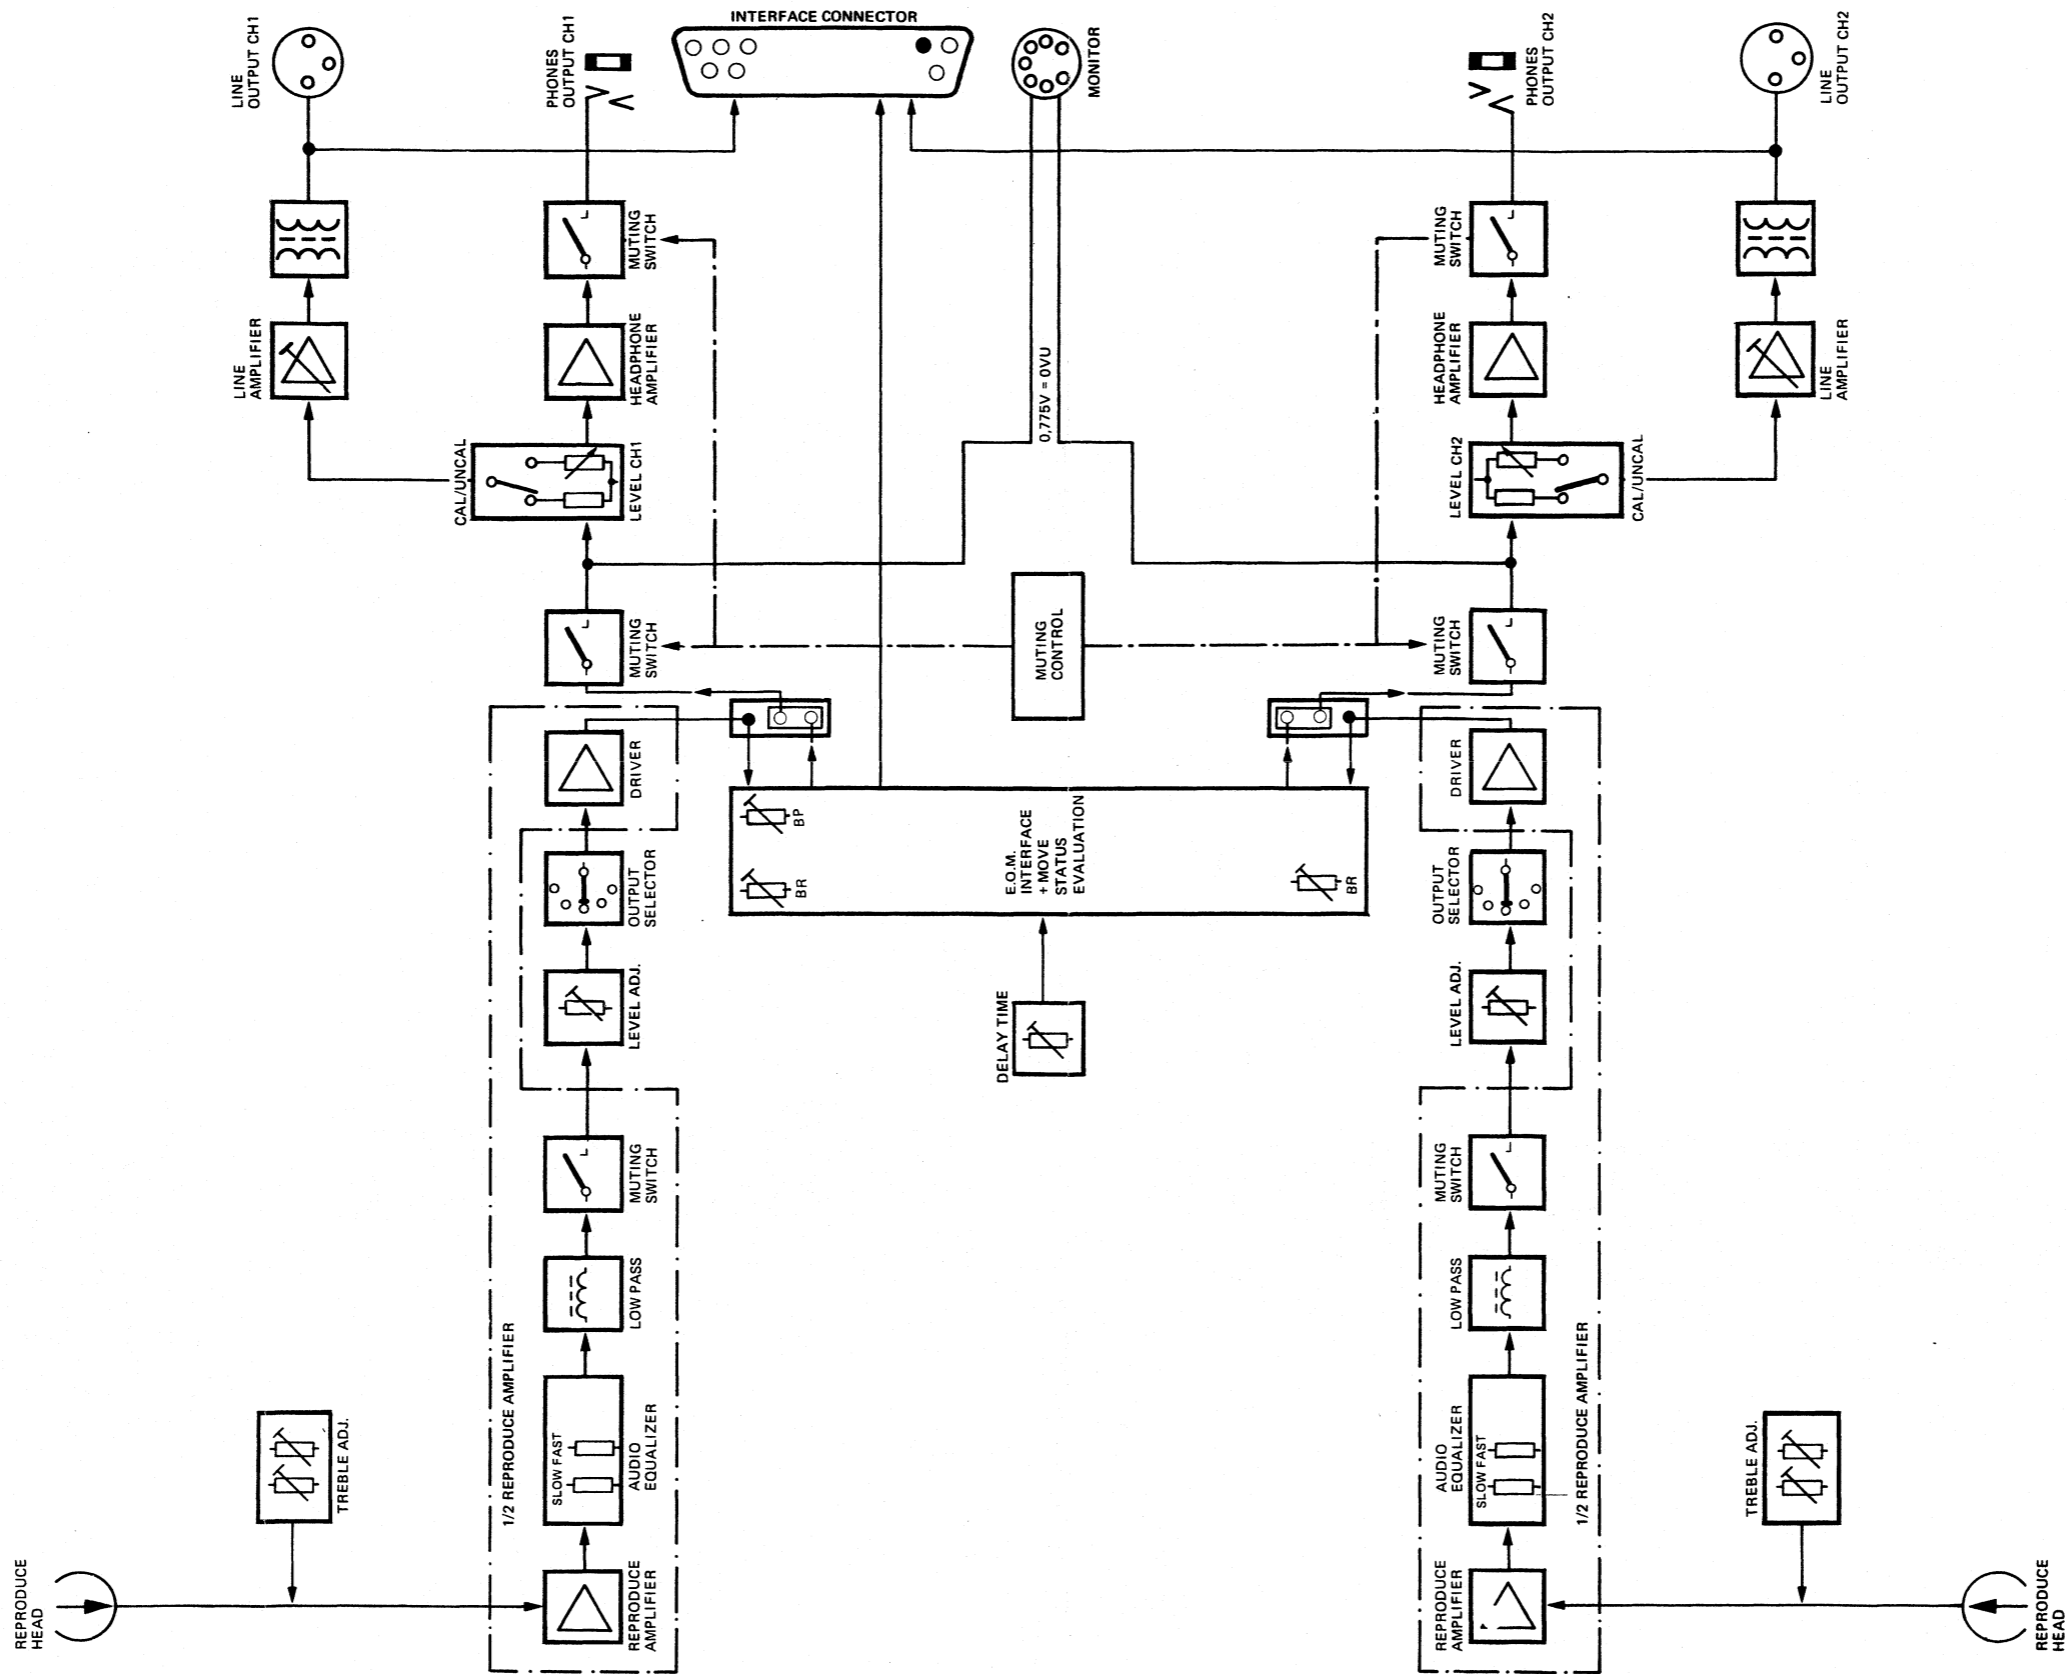 INTERFACE CONNECTOR
LINE
OUTPUT CH1
PHONES
OUTPUT CH1
MONITOR
PHONES
OUTPUT CH2
LINE
OUTPUT CH2
MUTING
SWITCH
MUTING
SWITCH
LINE
AMPLIFIER
HEADPHONE
AMPLIFIER
0,775V = 0VU
HEADPHONE
AMPLIFIER
LINE
AMPLIFIER
CAL/UNCAL
LEVEL CH1
LEVEL CH2
CAL/UNCAL
MUTING
SWITCH
MUTING
CONTROL
MUTING
SWITCH
DRIVER
DRIVER
BP
BR
E.O.M.
INTERFACE
+ MOVE
STATUS
EVALUATION
BR
OUTPUT
SELECTOR
OUTPUT
SELECTOR
LEVEL ADJ.
DELAY TIME
LEVEL ADJ.
MUTING
SWITCH
MUTING
SWITCH
LOW PASS
LOW PASS
1/2 REPRODUCE AMPLIFIER
1/2 REPRODUCE AMPLIFIER
TREBLE ADJ.
SLOW FAST
AUDIO
EQUALIZER
AUDIO
EQUALIZER
SLOW FAST
TREBLE ADJ.
REPRODUCE
HEAD
REPRODUCE
AMPLIFIER
REPRODUCE
AMPLIFIER
REPRODUCE
HEAD